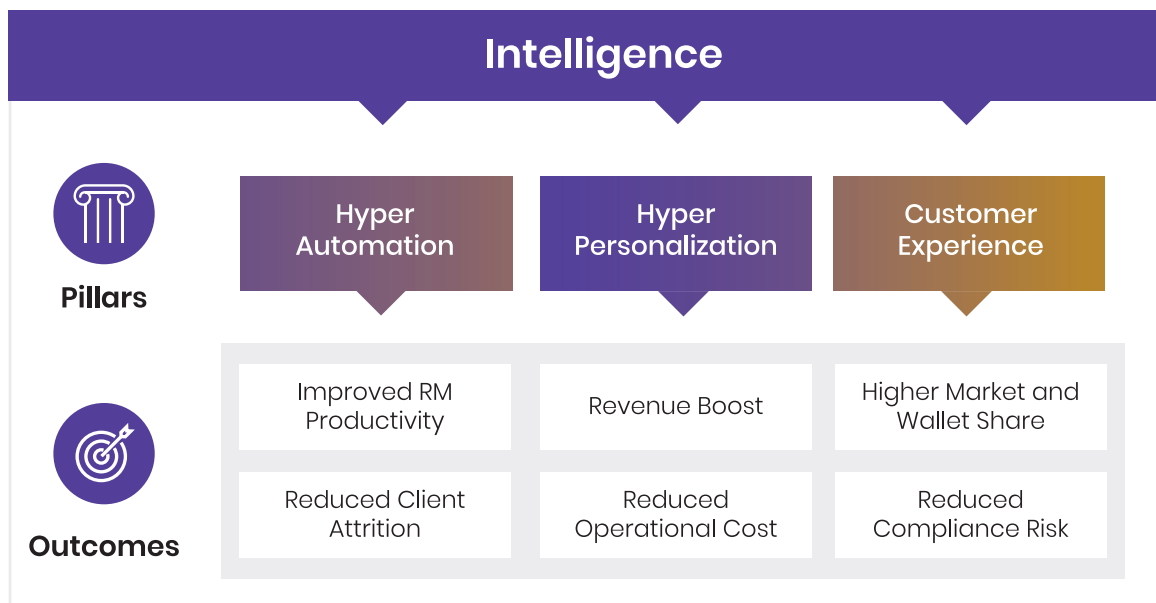 Intelligence
Pillars
Hyper
Automation
Hyper
Personalization
Customer
Experience
Outcomes
Improved RM
Productivity
Revenue Boost
Higher Market and
Wallet Share
Reduced Client
Attrition
Reduced
Operational Cost
Reduced
Compliance Risk